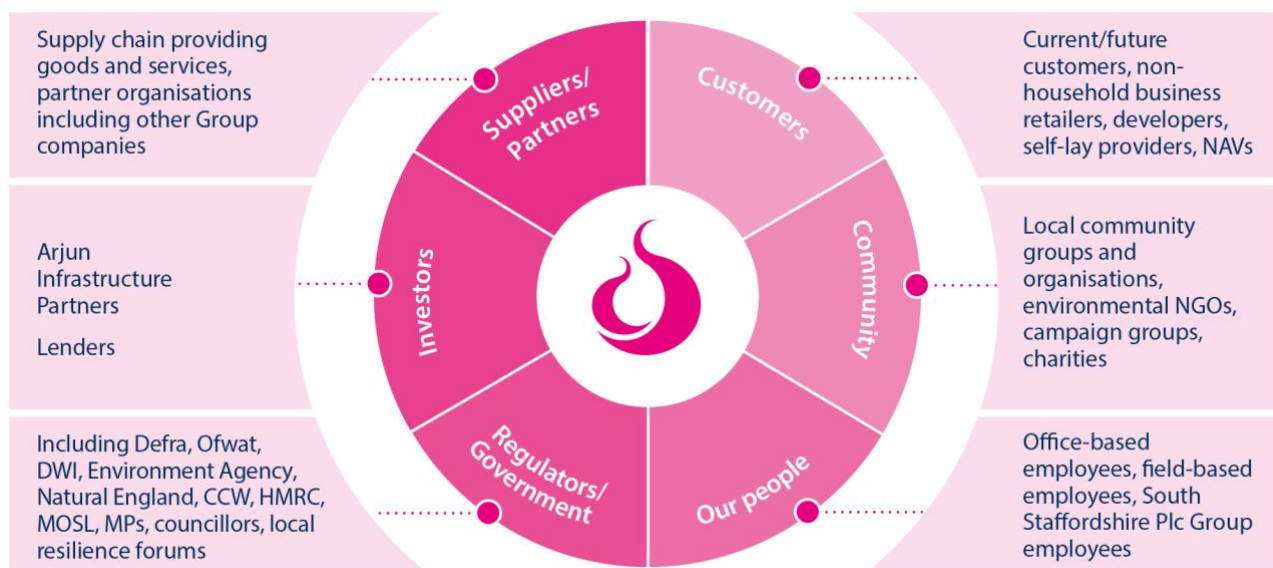 Supply chain providing
goods and services,
partner organisations
including other Group
companies
Suppliers/
Partners
Customers
Current/future
customers, non-
household business
retailers, developers,
self-lay providers, NAVs
Arjun
Infrastructure
Partners
Lenders
Investors
Community
Local community
groups and
organisations,
environmental NGOs,
campaign groups,
charities
Including Defra, Ofwat,
DWI, Environment Agency,
Natural England, CCW, HMRC,
MOSL, MPs, councillors, local
resilience forums
Regulators/
Government
Our people
Office-based
employees, field-based
employees, South
Staffordshire Plc Group
employees